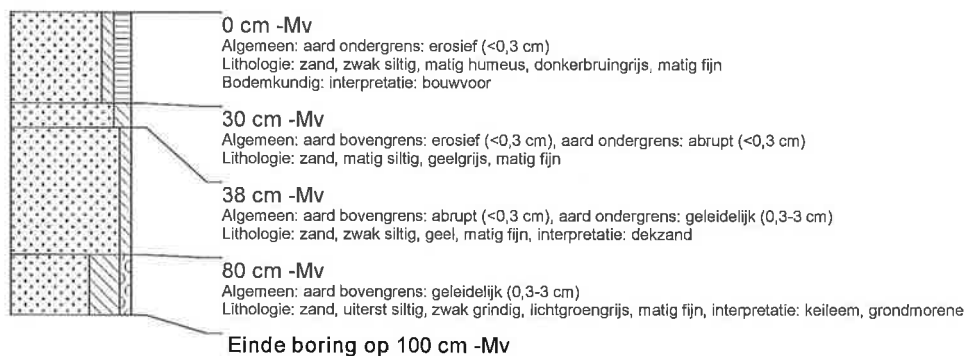 0 cm -Mv
Algemeen: aard ondergrens: erosief (<0,3 cm)
Lithologie: zand, zwak siltig, matig humeus, donkerbruingrijs, matig fijn
Bodemkundig: interpretatie: bouwvoor
30 cm -Mv
Algemeen: aard bovengrens: erosief (<0,3 cm), aard ondergrens: abrupt (<0,3 cm)
Lithologie: zand, matig siltig, geelgrijs, matig fijn
38 cm -Mv
Algemeen: aard bovengrens: abrupt (<0,3 cm), aard ondergrens: geleidelijk (0,3-3 cm)
Lithologie: zand, zwak siltig, geel, matig fijn, interpretatie: dekzand
80 cm -Mv
Algemeen: aard bovengrens: geleidelijk (0,3-3 cm)
Lithologie: zand, uiterst siltig, zwak grindig, lichtgroengrijs, matig fijn, interpretatie: keileem, grondmorene
Einde boring op 100 cm -Mv